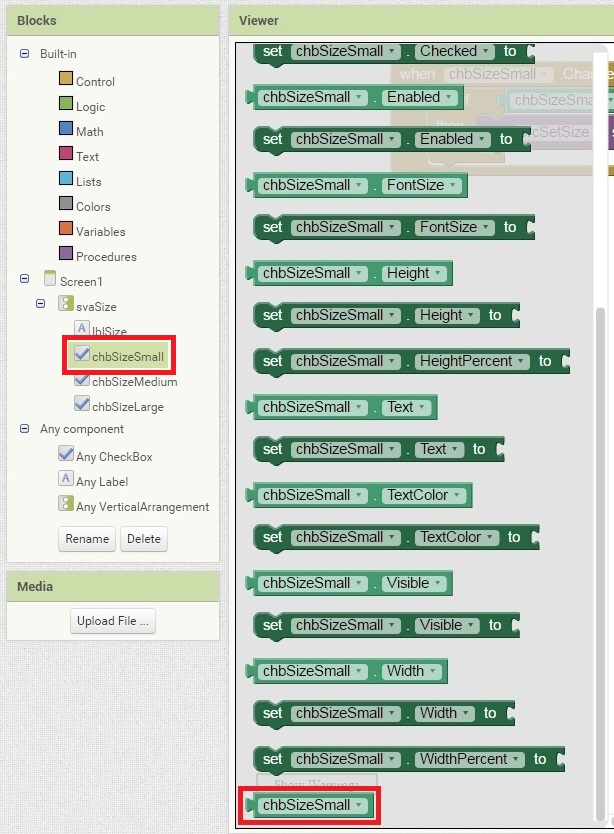 Blocks
Built-in
Control
Logic
Math
Text
Lists
Colors
Variables
Procedures
Screen1
svaSize
lblSize
chbSizeSmall
chbSizeMedium
chbSizeLarge
Any component
Any CheckBox
Any Label
Any VerticalArrangement
Rename Delete
Media
Upload File ...
Viewer
when chbSizeSmall .
set chbSizeSmall . Checked to
chbSizeSmall . Enabled
set chbSizeSmall . Enabled to
chbSizeSmall . FontSize
set chbSizeSmall . FontSize to
chbSizeSmall . Height
set chbSizeSmall . Height to
set chbSizeSmall . HeightPercent to
chbSizeSmall . Text
set chbSizeSmall . Text to
chbSizeSmall . TextColor
set chbSizeSmall . TextColor to
chbSizeSmall . Visible
set chbSizeSmall . Visible to
chbSizeSmall . Width
set chbSizeSmall . Width to
set chbSizeSmall . WidthPercent to
Show Warnings
chbSizeSmall